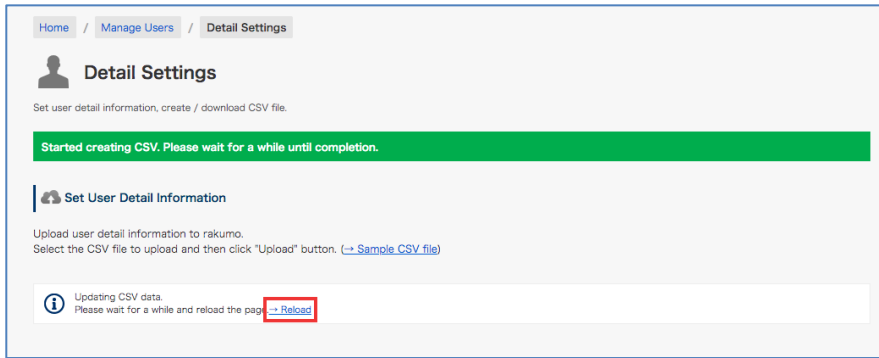 Home / Manage Users / Detail Settings
Detail Settings
Set user detail information, create / download CSV file.
Started creating CSV. Please wait for a while until completion.
Set User Detail Information
Upload user detail information to rakumo.
Select the CSV file to upload and then click "Upload" button. (→ Sample CSV file)
Updating CSV data.
Please wait for a while and reload the page.→ Reload